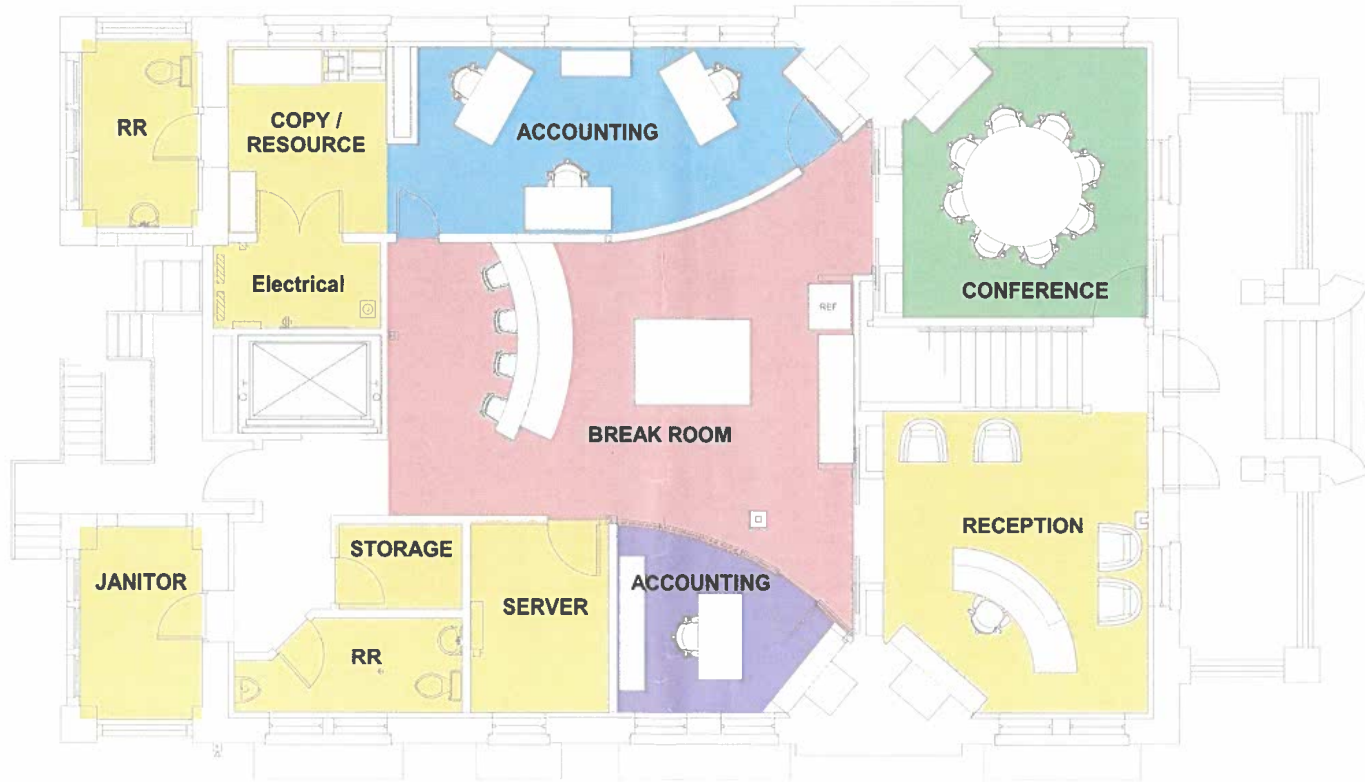 RR
COPY /
RESOURCE
ACCOUNTING
Electrical
CONFERENCE
REF
BREAK ROOM
RECEPTION
STORAGE
JANITOR
SERVER
ACCOUNTING
RR